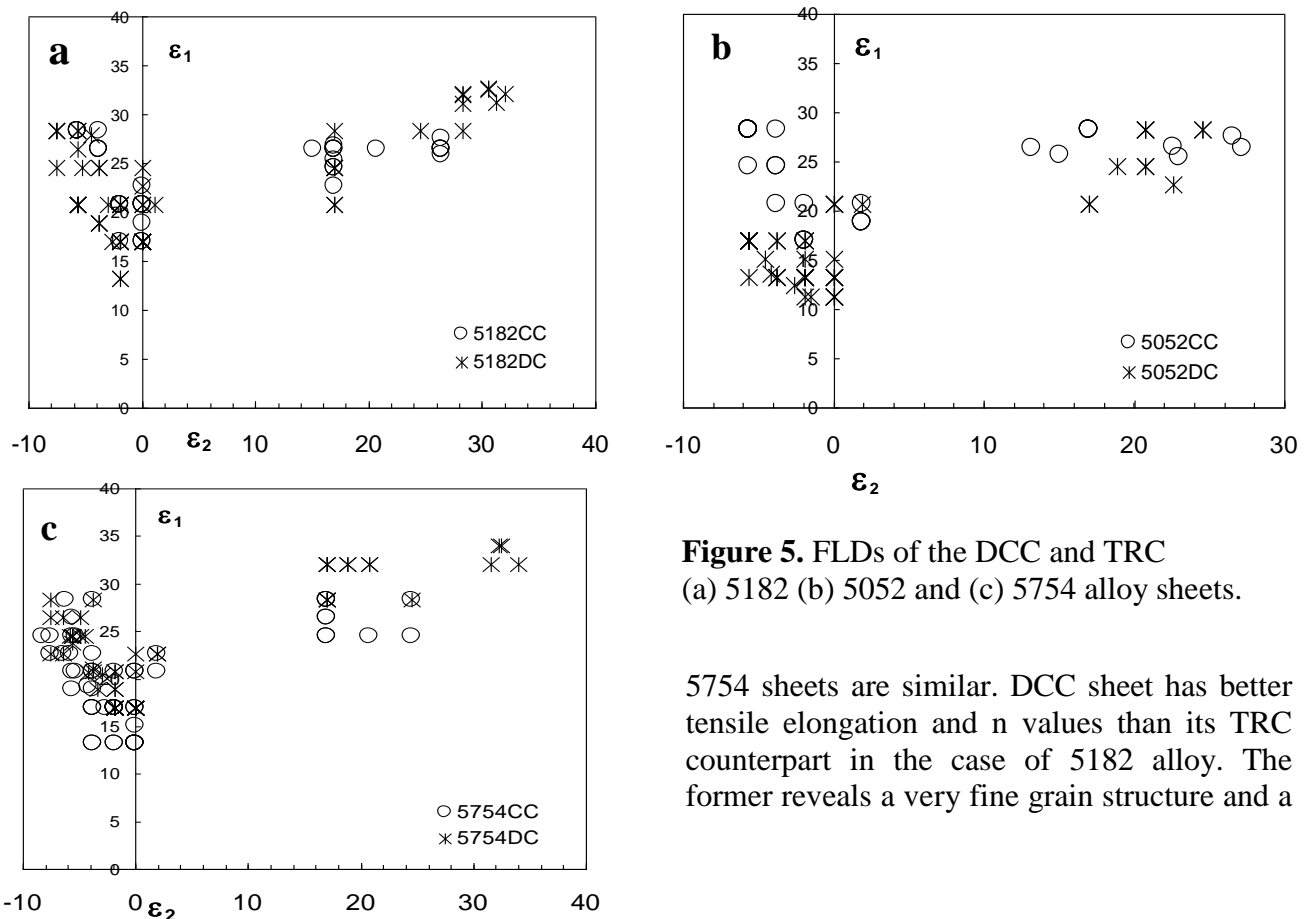 a
ε1
40
35
30
25
20
15
10
5
0
-10 0 ε2 10 20 30 40
5182CC
5182DC
b
ε1
40
35
30
25
20
15
10
5
0
-10 0 10 20 30
ε2
5052CC
5052DC
c
ε1
40
35
30
25
20
15
10
5
0
-10 0 ε2 10 20 30 40
5754CC
5754DC
Figure 5. FLDs of the DCC and TRC
(a) 5182 (b) 5052 and (c) 5754 alloy sheets.
5754 sheets are similar. DCC sheet has better
tensile elongation and n values than its TRC
counterpart in the case of 5182 alloy. The
former reveals a very fine grain structure and a